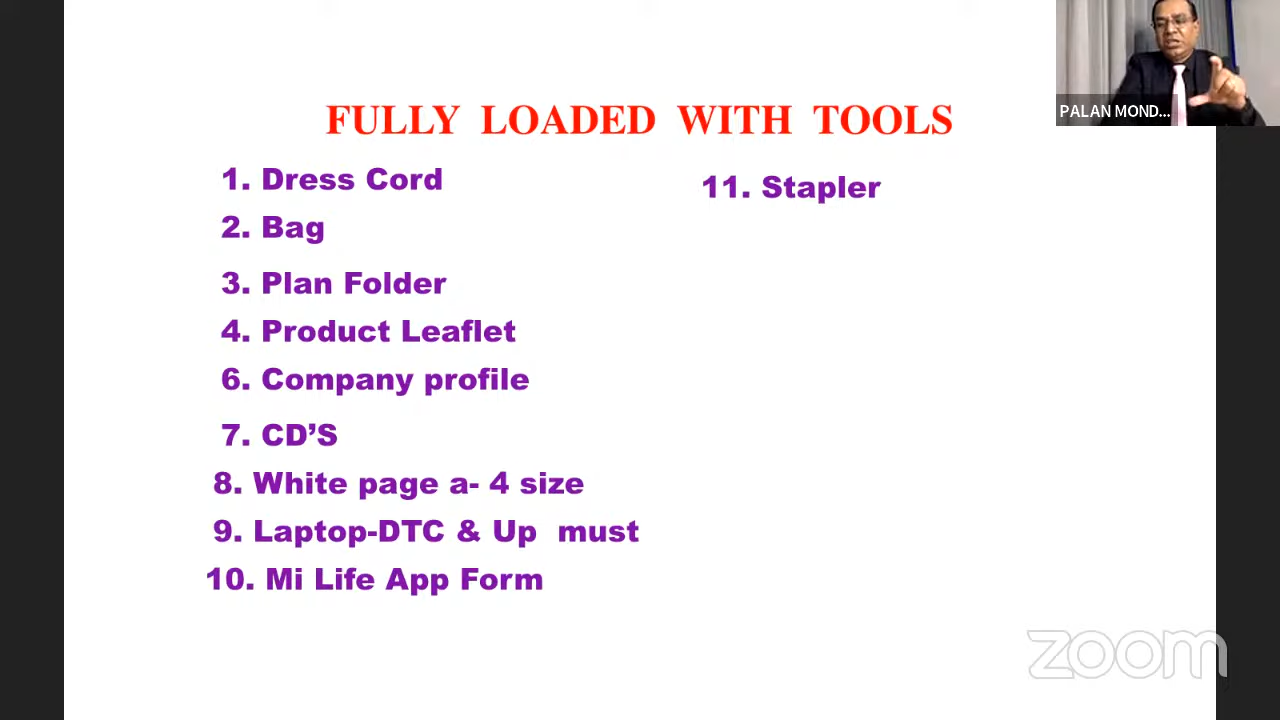 PALAN MOND...
FULLY LOADED WITH TOOLS
1. Dress Cord
2. Bag
3. Plan Folder
4. Product Leaflet
6. Company profile
7. CD’S
8. White page a- 4 size
9. Laptop-DTC & Up must
10. Mi Life App Form
11. Stapler
zoom